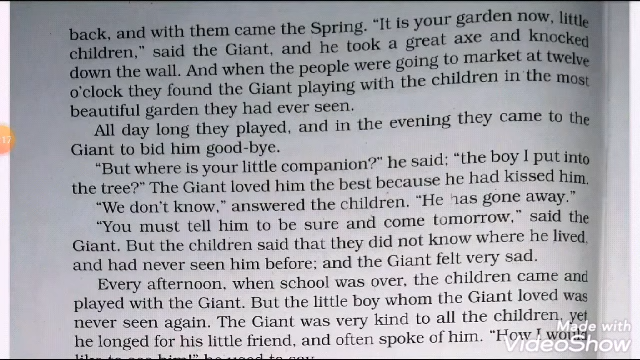 back, and with them came the Spring. “It is your garden now, little
children,” said the Giant, and he took a great axe and knocked
down the wall. And when the people were going to market at twelve
o’clock they found the Giant playing with the children in the most
beautiful garden they had ever seen.
All day long they played, and in the evening they came to the
Giant to bid him good-bye.
“But where is your little companion?” he said: “the boy I put into
the tree?” The Giant loved him the best because he had kissed him.
“We don’t know,” answered the children. “He has gone away.”
“You must tell him to be sure and come tomorrow,” said the
Giant. But the children said that they did not know where he lived,
and had never seen him before; and the Giant felt very sad.
Every afternoon, when school was over, the children came and
played with the Giant. But the little boy whom the Giant loved was
never seen again. The Giant was very kind to all the children, yet
he longed for his little friend, and often spoke of him. “How I would
like to see him!” he used to say.
17
Made with
VideoShow